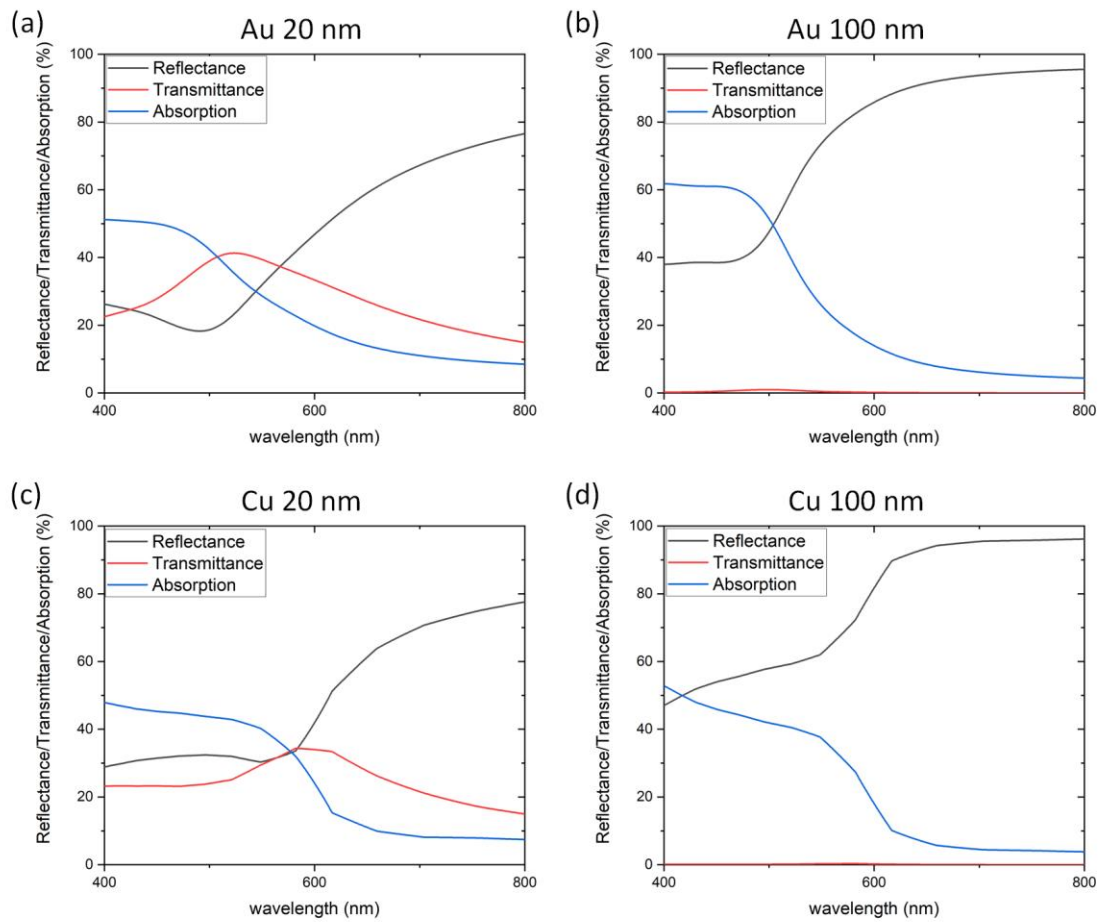 (a)
Au 20 nm
Reflectance/Transmittance/Absorption (%)
100
80
60
40
20
0
Reflectance
Transmittance
Absorption
400
600
800
wavelength (nm)
(b)
Au 100 nm
Reflectance/Transmittance/Absorption (%)
100
80
60
40
20
0
Reflectance
Transmittance
Absorption
400
600
800
wavelength (nm)
(c)
Cu 20 nm
Reflectance/Transmittance/Absorption (%)
100
80
60
40
20
0
Reflectance
Transmittance
Absorption
400
600
800
wavelength (nm)
(d)
Cu 100 nm
Reflectance/Transmittance/Absorption (%)
100
80
60
40
20
0
Reflectance
Transmittance
Absorption
400
600
800
wavelength (nm)